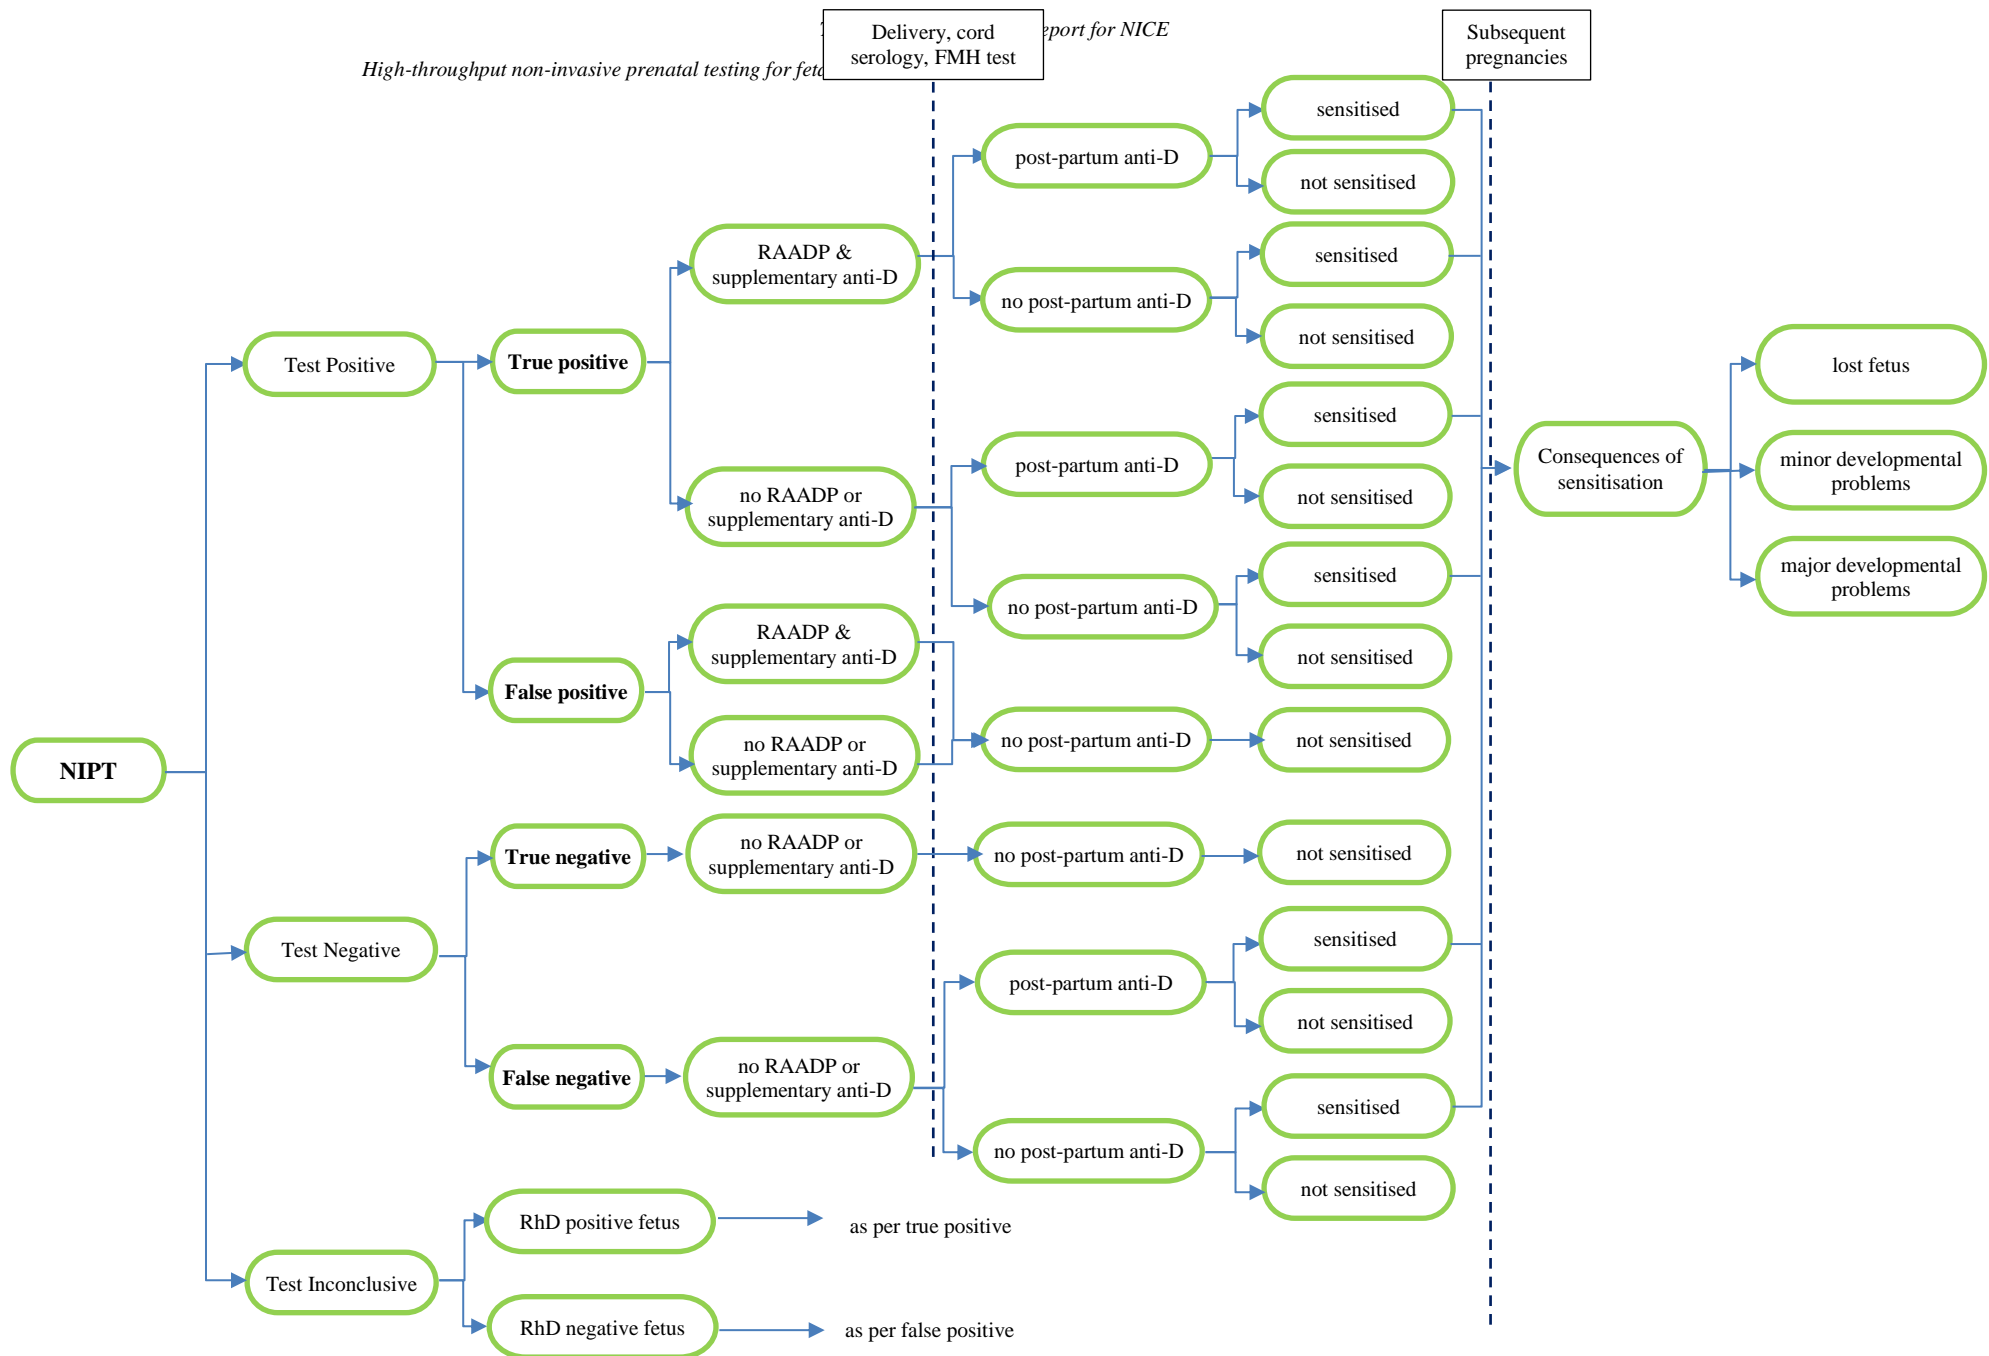 eport for NICE
High-throughput non-invasive prenatal testing for
Delivery, cord
serology, FMH test
Subsequent
pregnancies
NIPT
Test Positive
Test Negative
Test Inconclusive
True positive
False positive
True negative
False negative
RhD positive fetus
RhD negative fetus
as per true positive
as per false positive
RAADP &
supplementary anti-D
no RAADP or
supplementary anti-D
RAADP &
supplementary anti-D
no RAADP or
supplementary anti-D
no RAADP or
supplementary anti-D
no RAADP or
supplementary anti-D
post-partum anti-D
no post-partum anti-D
post-partum anti-D
no post-partum anti-D
no post-partum anti-D
no post-partum anti-D
post-partum anti-D
no post-partum anti-D
sensitised
not sensitised
sensitised
not sensitised
sensitised
not sensitised
sensitised
not sensitised
not sensitised
not sensitised
sensitised
not sensitised
sensitised
not sensitised
Consequences of
sensitisation
lost fetus
minor developmental
problems
major developmental
problems